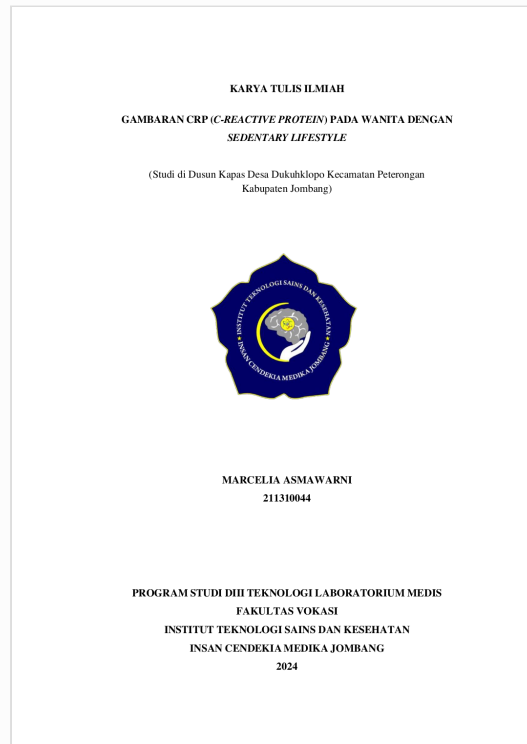 KARYA TULIS ILMIAH
GAMBARAN CRP (C-REACTIVE PROTEIN) PADA WANITA DENGAN
SEDENTARY LIFESTYLE
(Studi di Dusun Kapas Desa Dukuhklopo Kecamatan Peterongan
Kabupaten Jombang)
INSTITUT TEKNOLOGI SAINS DAN KESEHATAN
INSAN CENDEKIA MEDIKA JOMBANG
MARCELIA ASMAWARNI
211310044
PROGRAM STUDI DIII TEKNOLOGI LABORATORIUM MEDIS
FAKULTAS VOKASI
INSTITUT TEKNOLOGI SAINS DAN KESEHATAN
INSAN CENDEKIA MEDIKA JOMBANG
2024